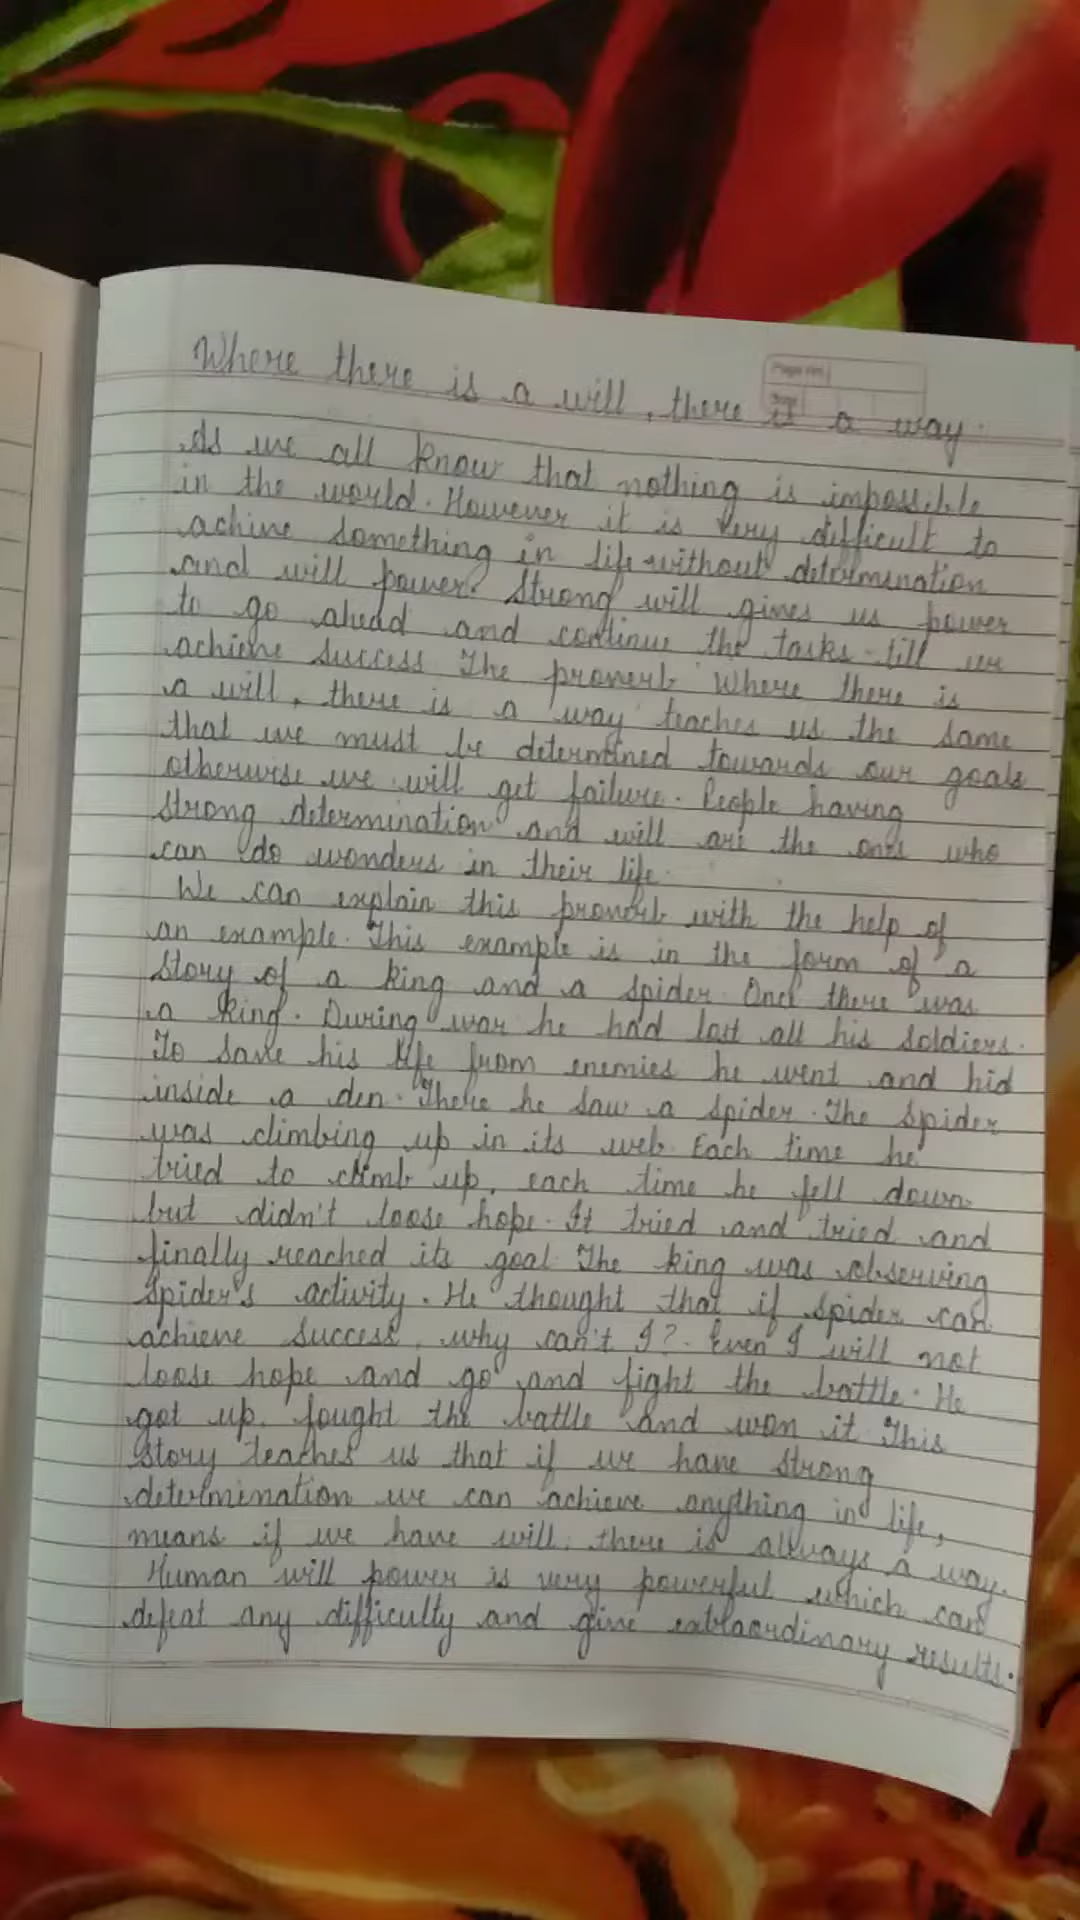 Where there is a will, there is a way.
Page No.
As we all know that nothing is impossible
in the world. However it is very difficult to
achive something in life without determination
and will power. Strong will gives us power
to go ahead and continue the tasks till we
achieve success. The proverb 'Where there is
a will, there is a way' teaches us the same
that we must be determined towards our goals
otherwise we will get failure. People having
strong determination and will are the ones who
can do wonders in their life.
We can explain this proverb with the help of
an example. This example is in the form of a
story of a king and a spider. Once there was
a king. During war he had lost all his soldiers.
To save his life from enemies he went and hid
inside a den. There he saw a spider. The spider
was climbing up in its web. Each time he
tried to climb up, each time he fell down
but didn't loose hope. It tried and tried and
finally reached its goal. The king was observing
spider's activity. He thought that if spider can
achieve success, why can't I?. Even I will not
loose hope and go and fight the battle. He
got up, fought the battle and won it. This
story teaches us that if we have strong
determination we can achieve anything in life,
means if we have will, there is always a way.
Human will power is very powerful which can
defeat any difficulty and give extraordinary results.